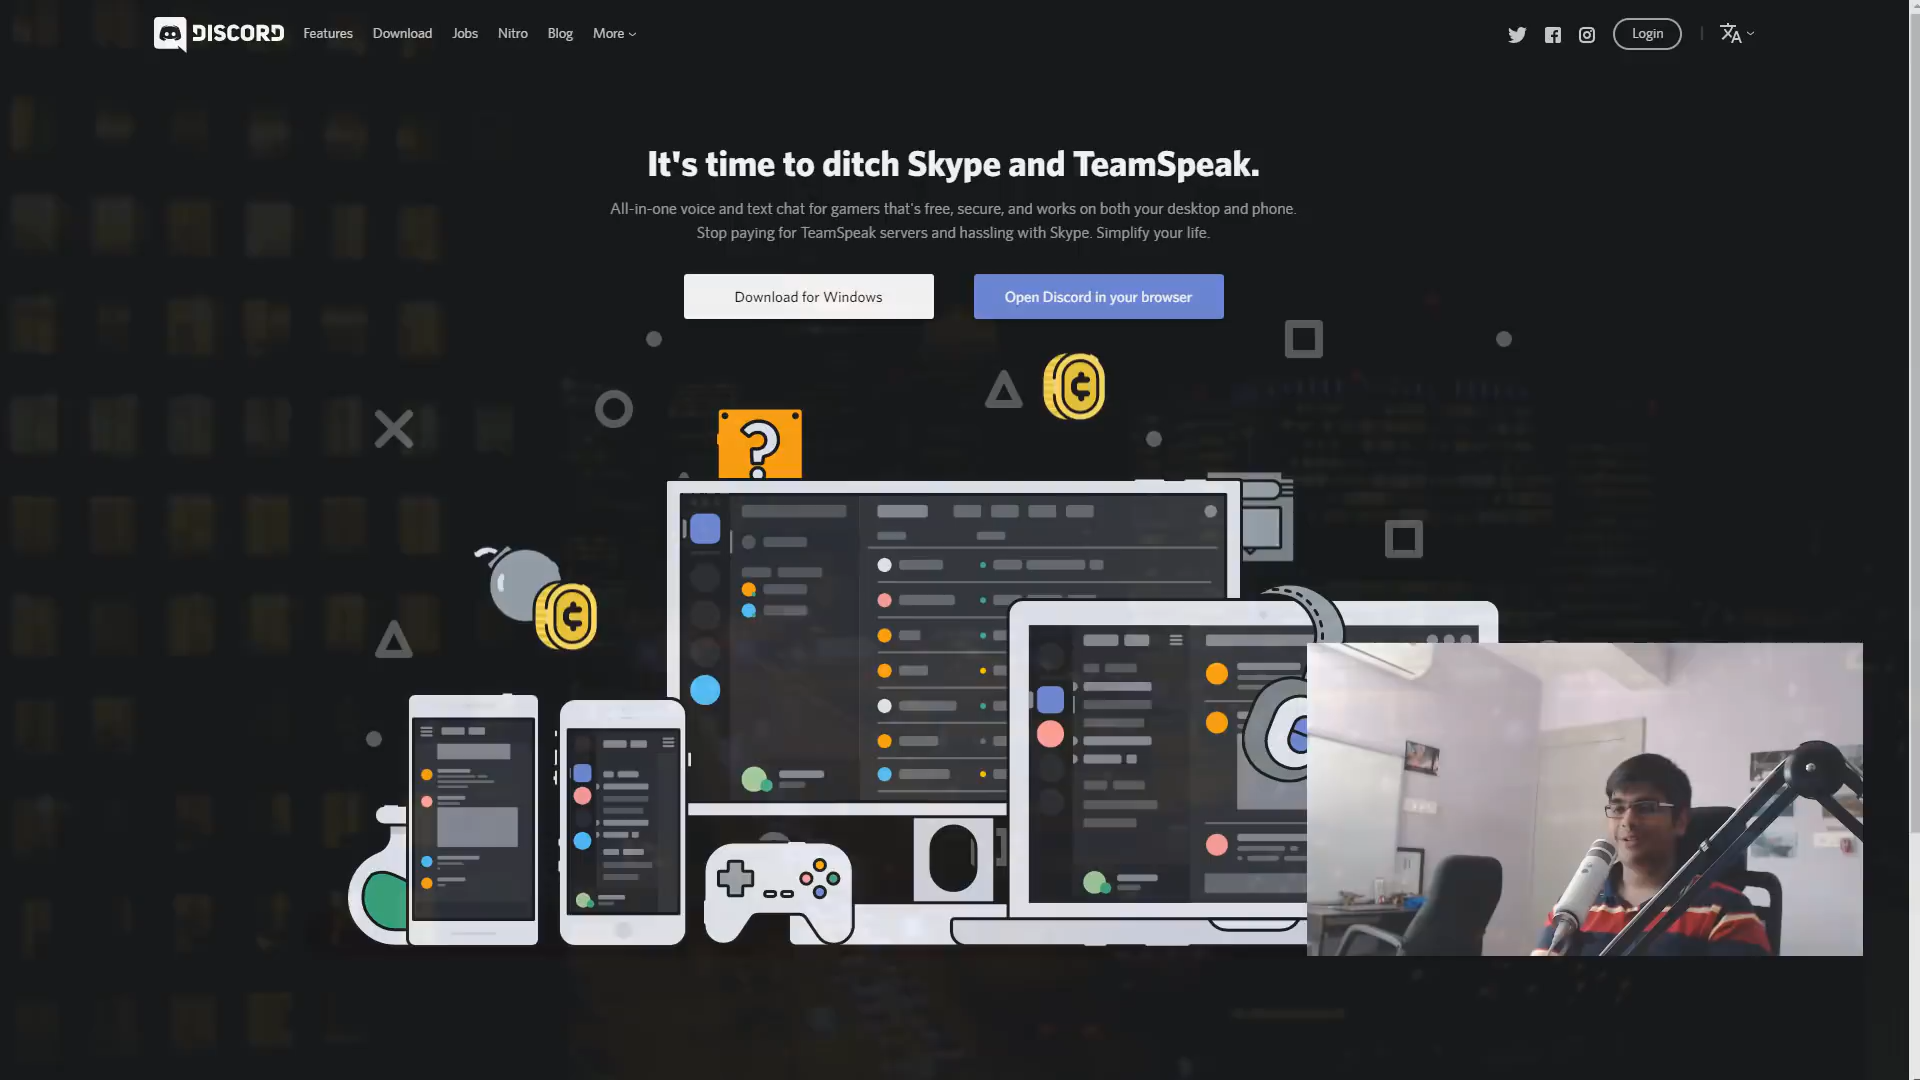 DISCORD
Features
Download
Jobs
Nitro
Blog
More
Login
It's time to ditch Skype and TeamSpeak.
All-in-one voice and text chat for gamers that's free, secure, and works on both your desktop and phone.
Stop paying for TeamSpeak servers and hassling with Skype. Simplify your life.
Download for Windows
Open Discord in your browser